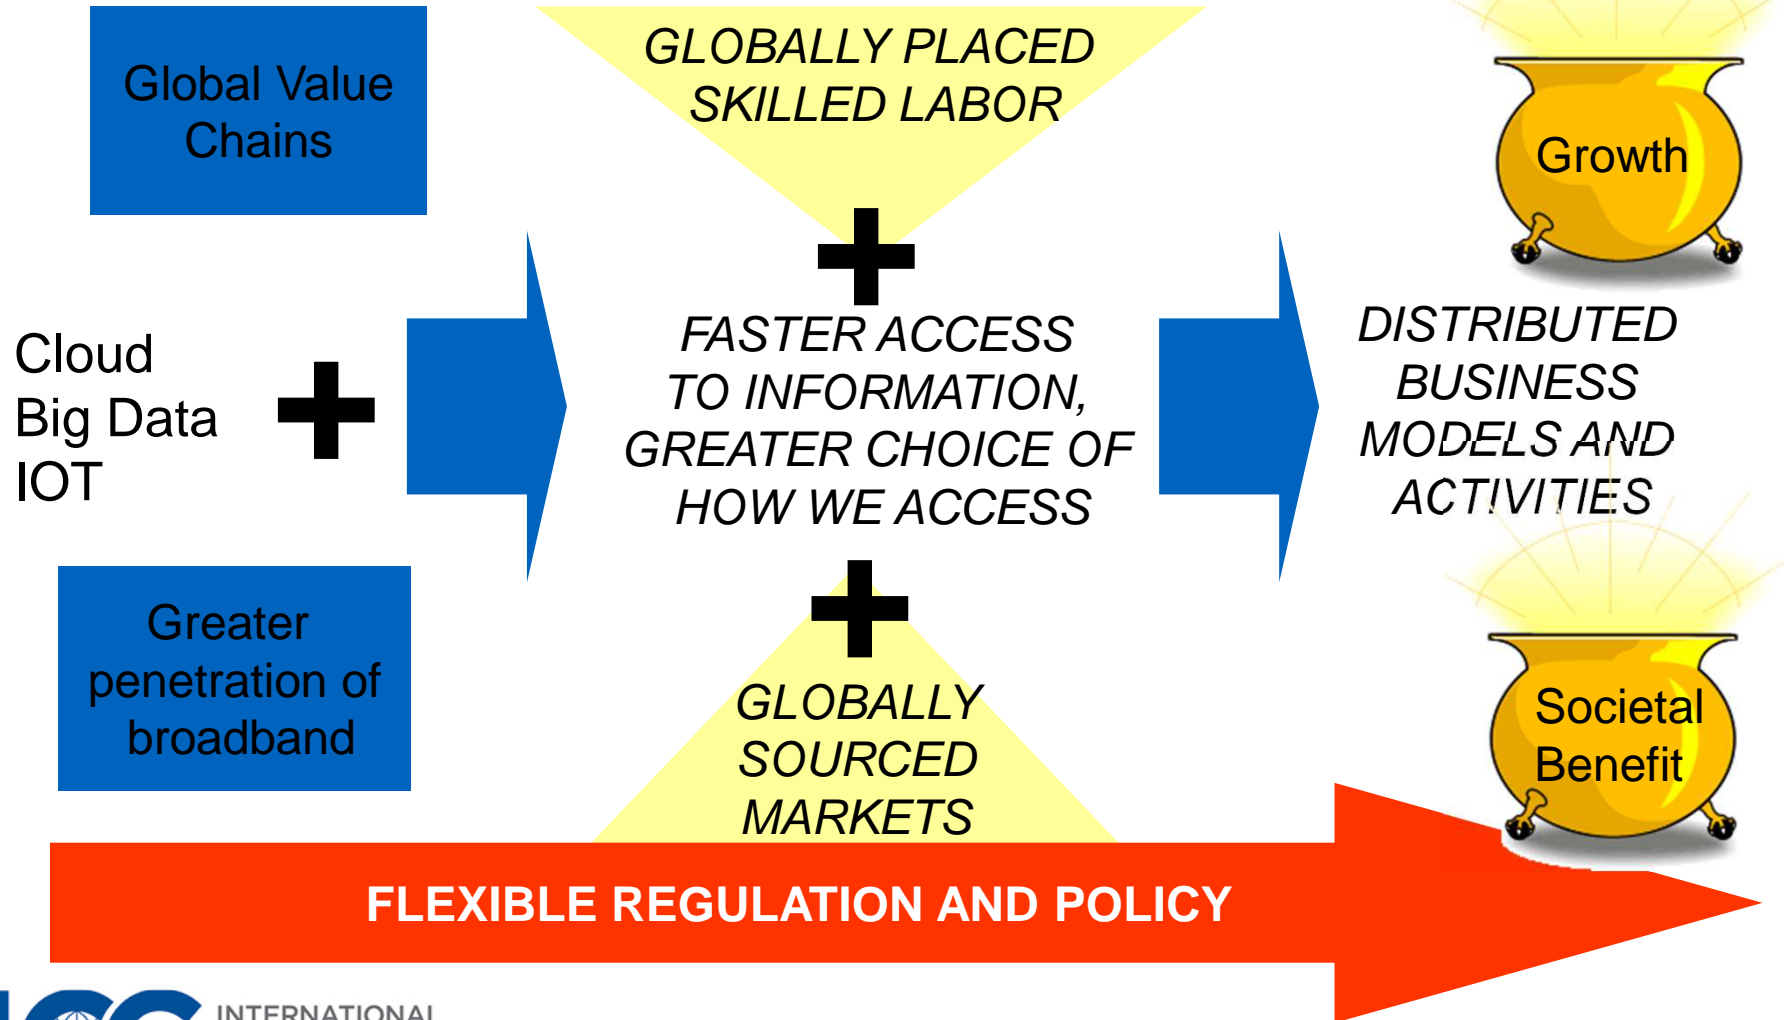 Global Value
Chains
GLOBALLY PLACED
SKILLED LABOR
Growth
Cloud
Big Data
IOT
FASTER ACCESS
TO INFORMATION,
GREATER CHOICE OF
HOW WE ACCESS
DISTRIBUTED
BUSINESS
MODELS AND
ACTIVITIES
Greater
penetration of
broadband
GLOBALLY
SOURCED
MARKETS
Societal
Benefit
FLEXIBLE REGULATION AND POLICY
ICC
INTERNATIONAL